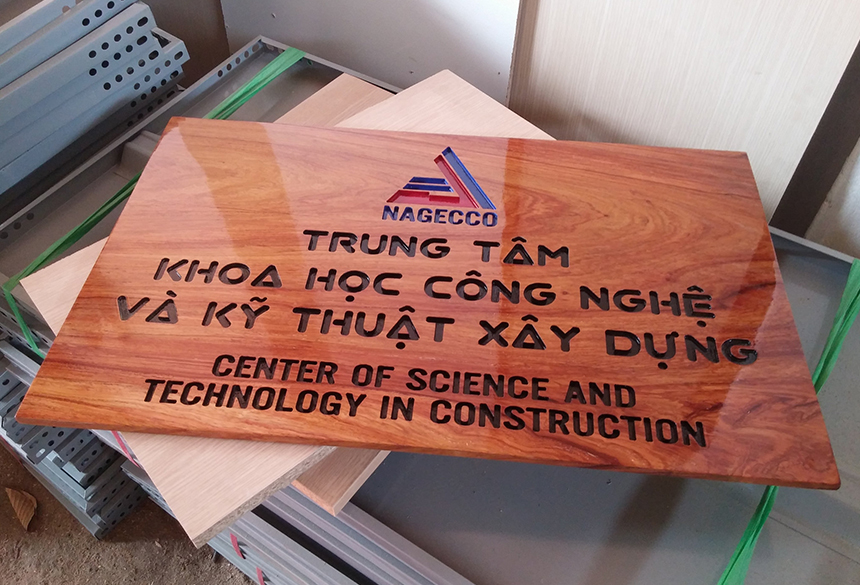 NAGECCO
TRUNG TÂM
KHOA HỌC CÔNG NGHỆ
VÀ KỸ THUẬT XÂY DỰNG
CENTER OF SCIENCE AND
TECHNOLOGY IN CONSTRUCTION